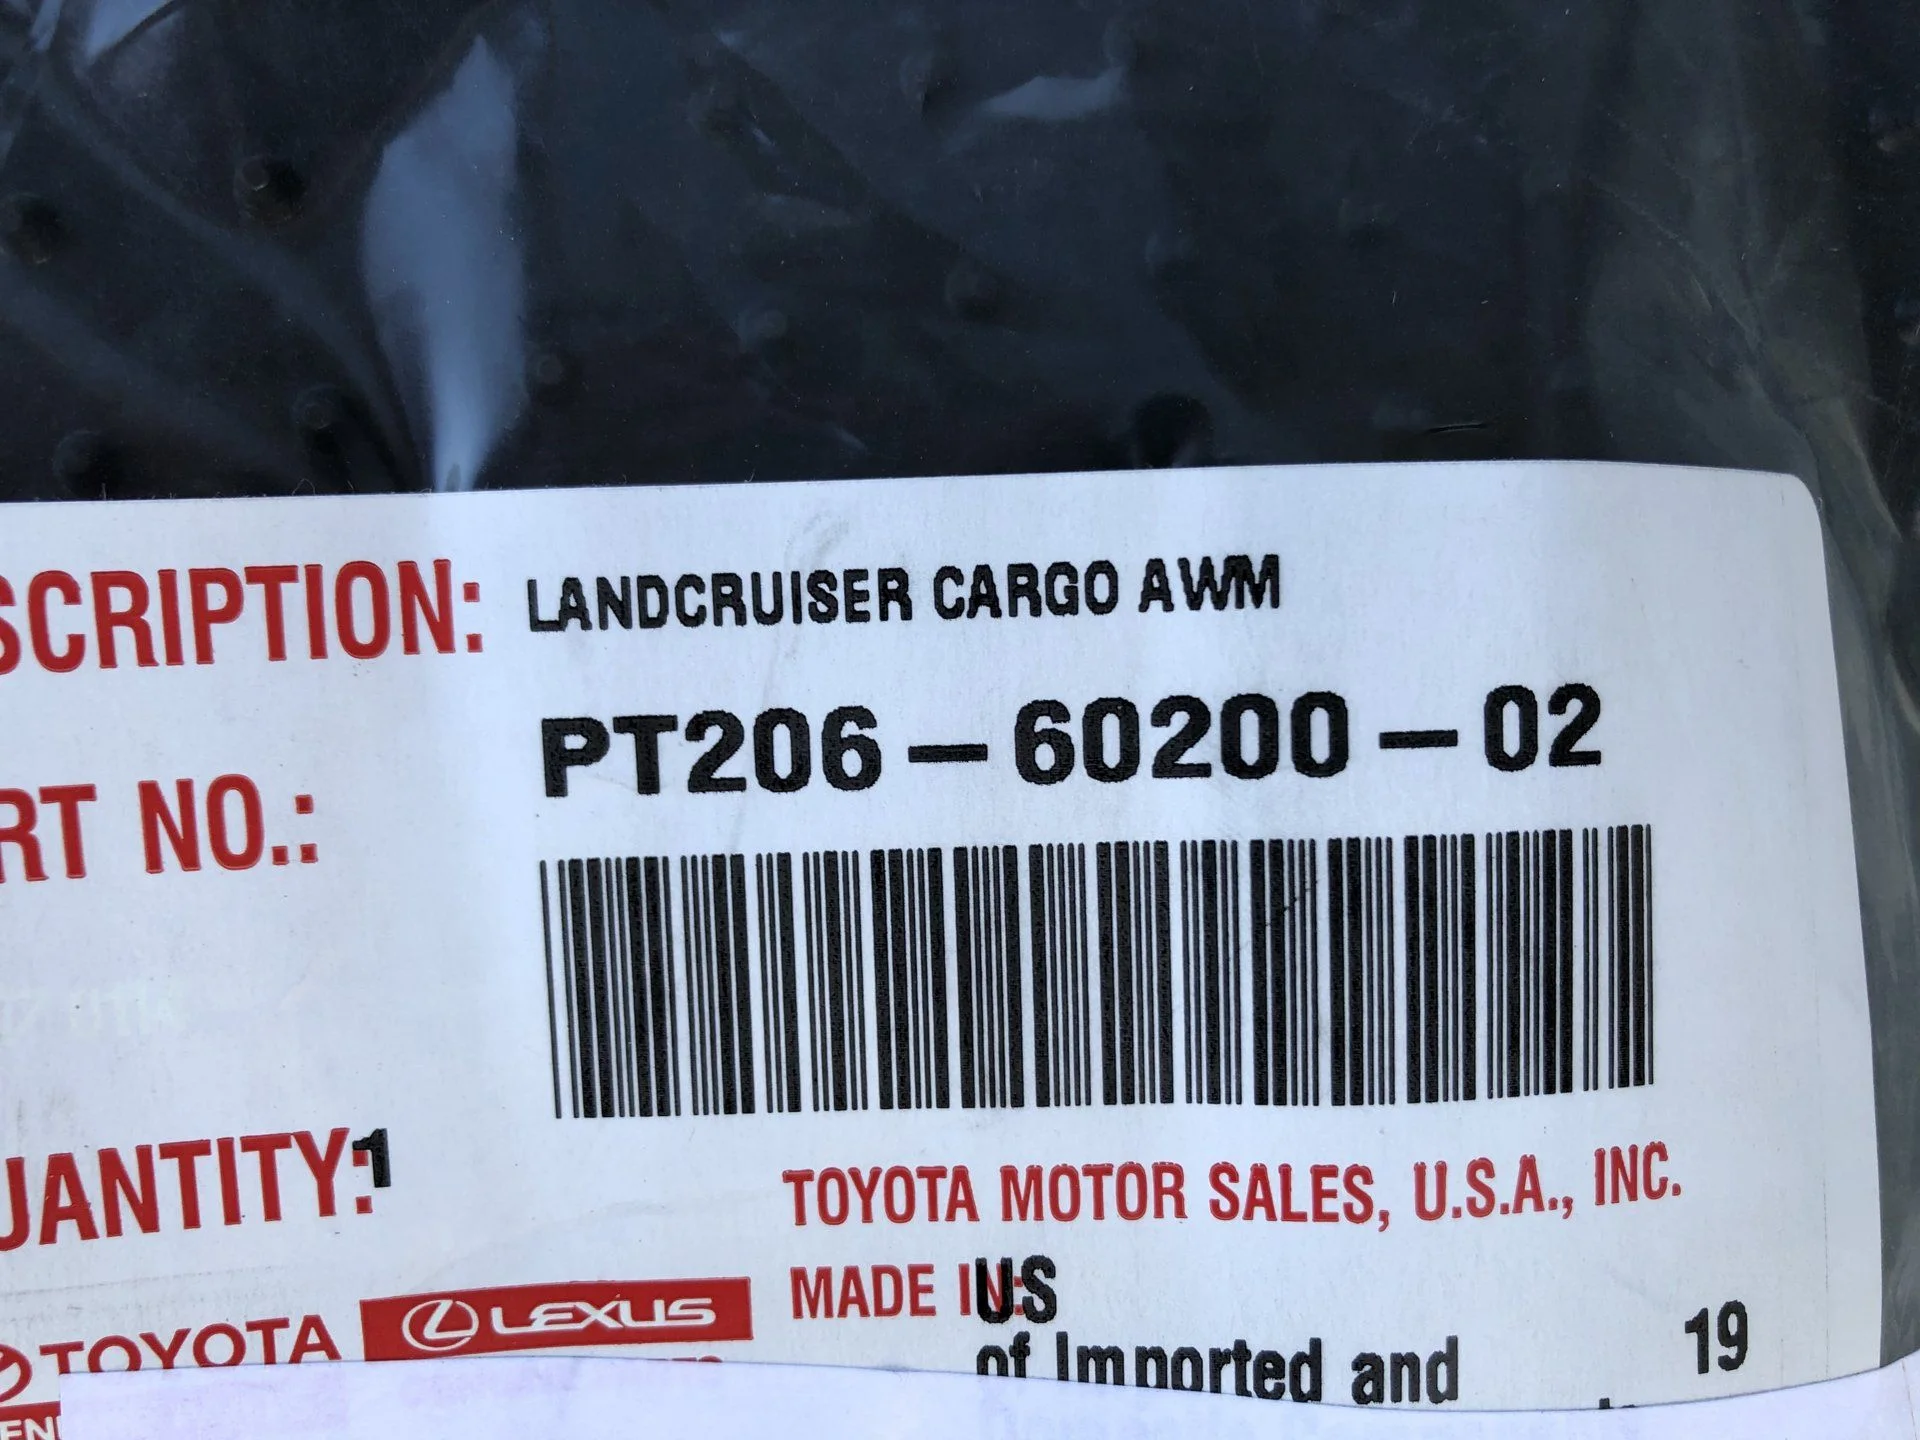 SCRIPTION: LANDCRUISER CARGO AWM
RT NO.: PT206-60200-02
UANTITY: 1
TOYOTA MOTOR SALES, U.S.A., INC.
MADE IN: US
of Imported and
19
TOYOTA LEXUS